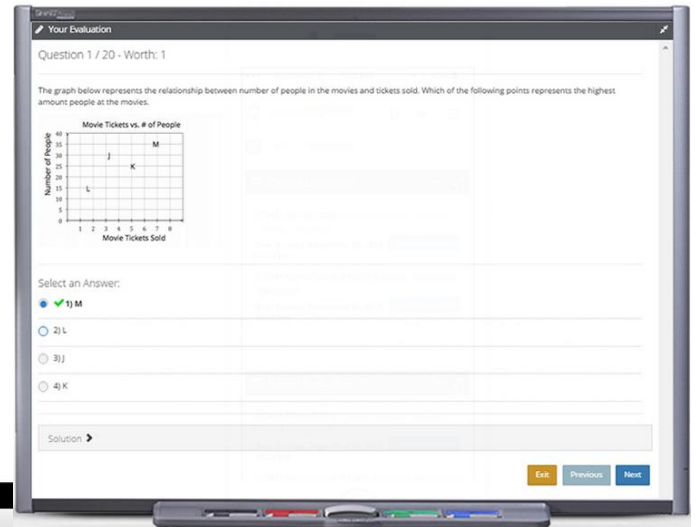 Your Evaluation
Question 1 / 20 - Worth: 1
The graph below represents the relationship between number of people in the movies and tickets sold. Which of the following points represents the highest
amount people at the movies.
Movie Tickets vs. # of People
Number of People
40
35
30
25
20
15
10
5
0
M
J
K
L
1 2 3 4 5 6 7 8
Movie Tickets Sold
Select an Answer:
1) M
2) L
3) J
4) K
Solution
Exit Previous Next